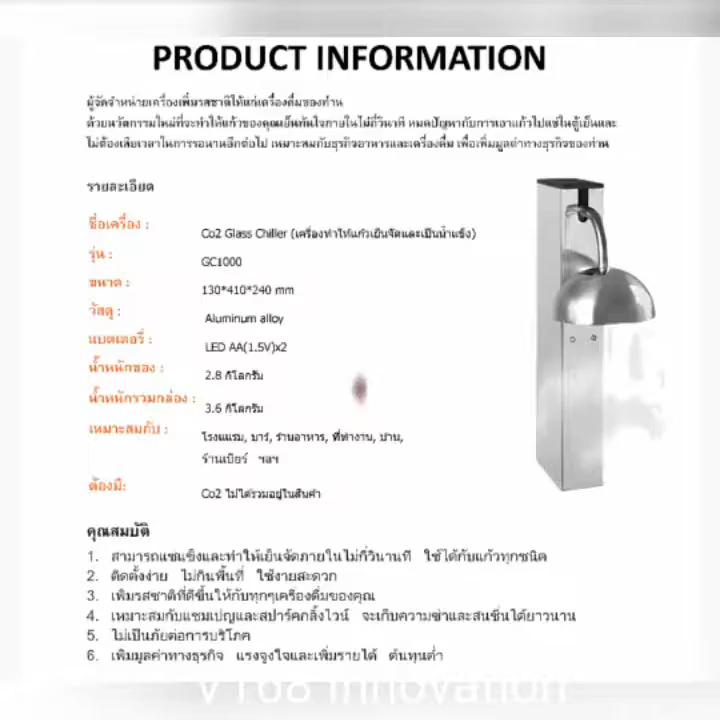 PRODUCT INFORMATION
ผู้จัดจำหน่ายเครื่องเพิ่มรสชาติให้แก่เครื่องดื่มของท่าน
ด้วยนวัตกรรมใหม่ที่จะทำให้แก้วของคุณเย็นทันใจภายในไม่กี่วินาที หมดปัญหากับการเอาแก้วไปแช่ในตู้เย็นและ
ไม่ต้องเสียเวลาในการรอนานอีกต่อไป เหมาะสมกับธุรกิจอาหารและเครื่องดื่ม เพื่อเพิ่มมูลค่าทางธุรกิจของท่าน
รายละเอียด
ชื่อเครื่อง : Co2 Glass Chiller (เครื่องทำให้แก้วเย็นจัดและเป็นน้ำแข็ง)
รุ่น : GC1000
ขนาด : 130*410*240 mm
วัสดุ : Aluminum alloy
แบตเตอรี่ : LED AA(1.5V)x2
น้ำหนักของ : 2.8 กิโลกรัม
น้ำหนักรวมกล่อง : 3.6 กิโลกรัม
เหมาะสมกับ : โรงแแรม, บาร์, ร้านอาหาร, ที่ทำงาน, บ้าน,
ร้านเบียร์ ฯลฯ
ต้องมี: Co2 ไม่ได้รวมอยู่ในสินค้า
คุณสมบัติ
1. สามารถแช่แข็งและทำให้เย็นจัดภายในไม่กี่วินานที ใช้ได้กับแก้วทุกชนิด
2. ติดตั้งง่าย ไม่กินพื้นที่ ใช้งายสะดวก
3. เพิ่มรสชาติที่ดีขึ้นให้กับทุกๆเครื่องดื่มของคุณ
4. เหมาะสมกับแชมเปญและสปาร์คกลิ้งไวน์ จะเก็บความซ่าและสนชื่นได้ยาวนาน
5. ไม่เป็นภัยต่อการบริโภค
6. เพิ่มมูลค่าทางธุรกิจ แรงจูงใจและเพิ่มรายได้ ต้นทุนต่ำ
V168 Innovation